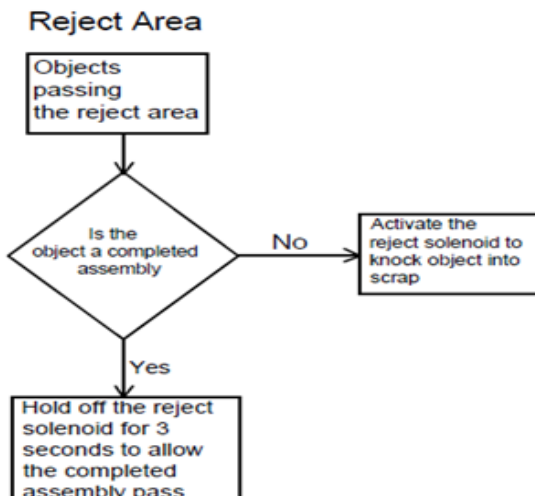 Reject Area
Objects
passing
the reject area
Is the
object a completed
assembly
No
Activate the
reject solenoid to
knock object into
scrap
Yes
Hold off the reject
solenoid for 3
seconds to allow
the completed
assembly pass